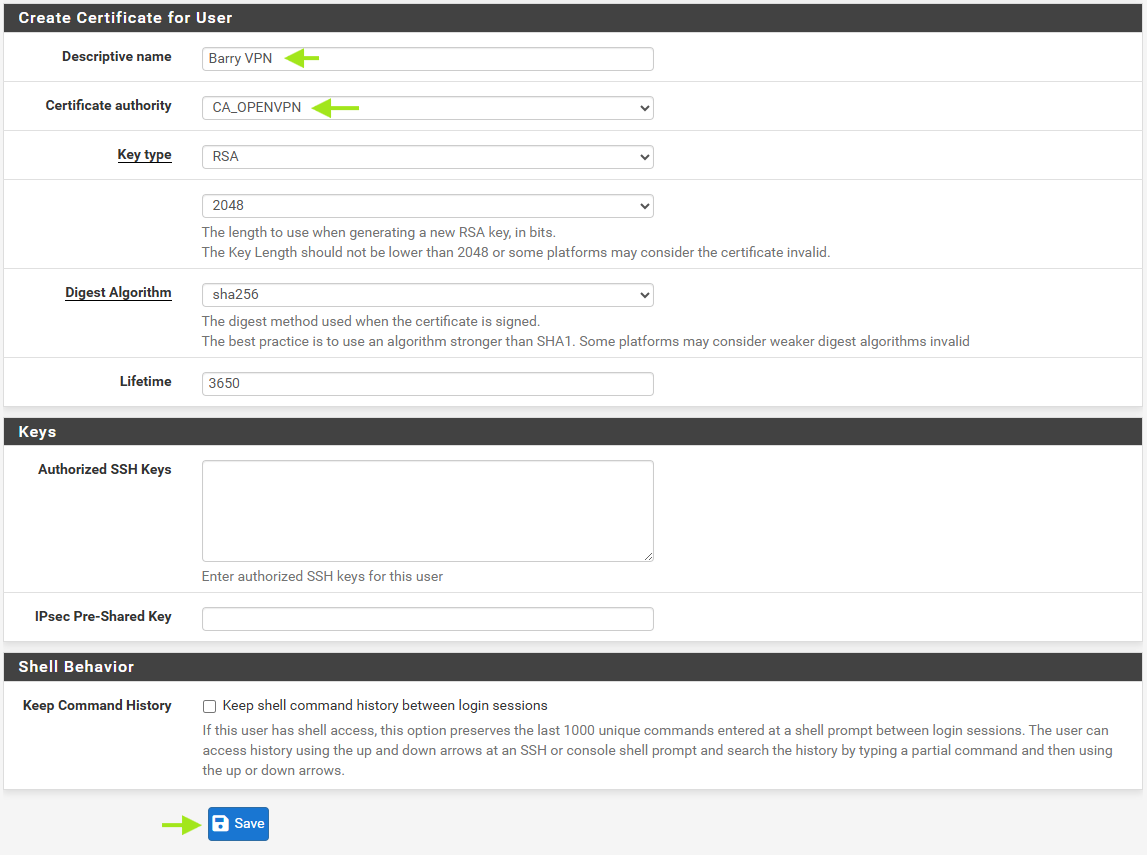 Create Certificate for User
Descriptive name
Barry VPN
Certificate authority
CA_OPENVPN
Key type
RSA
2048
The length to use when generating a new RSA key, in bits.
The Key Length should not be lower than 2048 or some platforms may consider the certificate invalid.
Digest Algorithm
sha256
The digest method used when the certificate is signed.
The best practice is to use an algorithm stronger than SHA1. Some platforms may consider weaker digest algorithms invalid
Lifetime
3650
Keys
Authorized SSH Keys
Enter authorized SSH keys for this user
IPsec Pre-Shared Key
Shell Behavior
Keep Command History
Keep shell command history between login sessions
If this user has shell access, this option preserves the last 1000 unique commands entered at a shell prompt between login sessions. The user can
access history using the up and down arrows at an SSH or console shell prompt and search the history by typing a partial command and then using
the up or down arrows.
Save